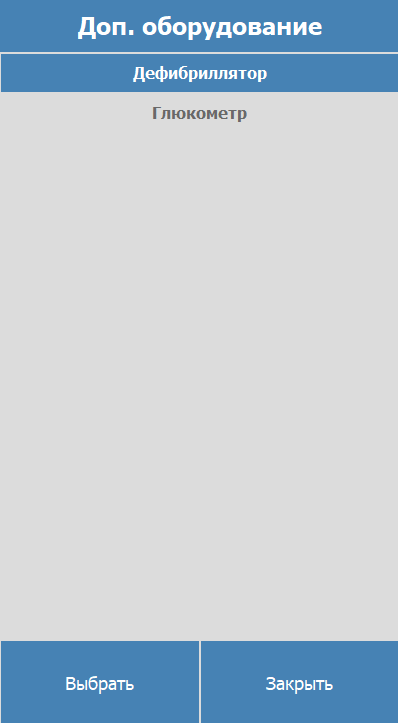 Доп. оборудование
Дефибриллятор
Глюкометр
Выбрать
Закрыть